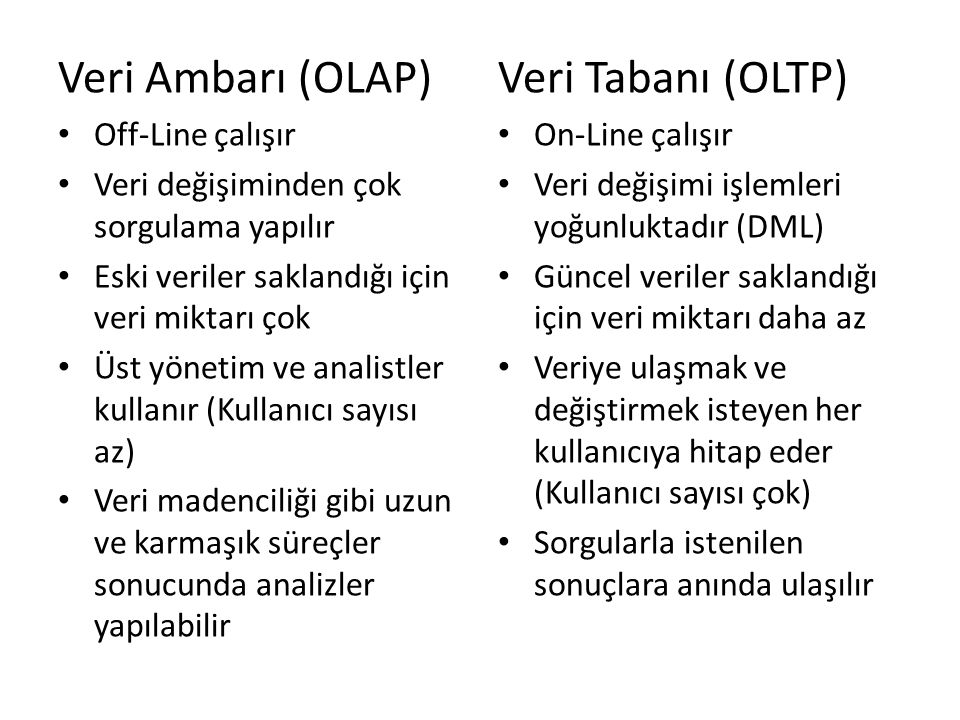 Veri Ambarı (OLAP)
• Off-Line çalışır
• Veri değişiminden çok
sorgulama yapılır
• Eski veriler saklandığı için
veri miktarı çok
• Üst yönetim ve analistler
kullanır (Kullanıcı sayısı
az)
• Veri madenciliği gibi uzun
ve karmaşık süreçler
sonucunda analizler
yapılabilir
Veri Tabanı (OLTP)
• On-Line çalışır
• Veri değişimi işlemleri
yoğunluktadır (DML)
• Güncel veriler saklandığı
için veri miktarı daha az
• Veriye ulaşmak ve
değiştirmek isteyen her
kullanıcıya hitap eder
(Kullanıcı sayısı çok)
• Sorgularla istenilen
sonuçlara anında ulaşılır